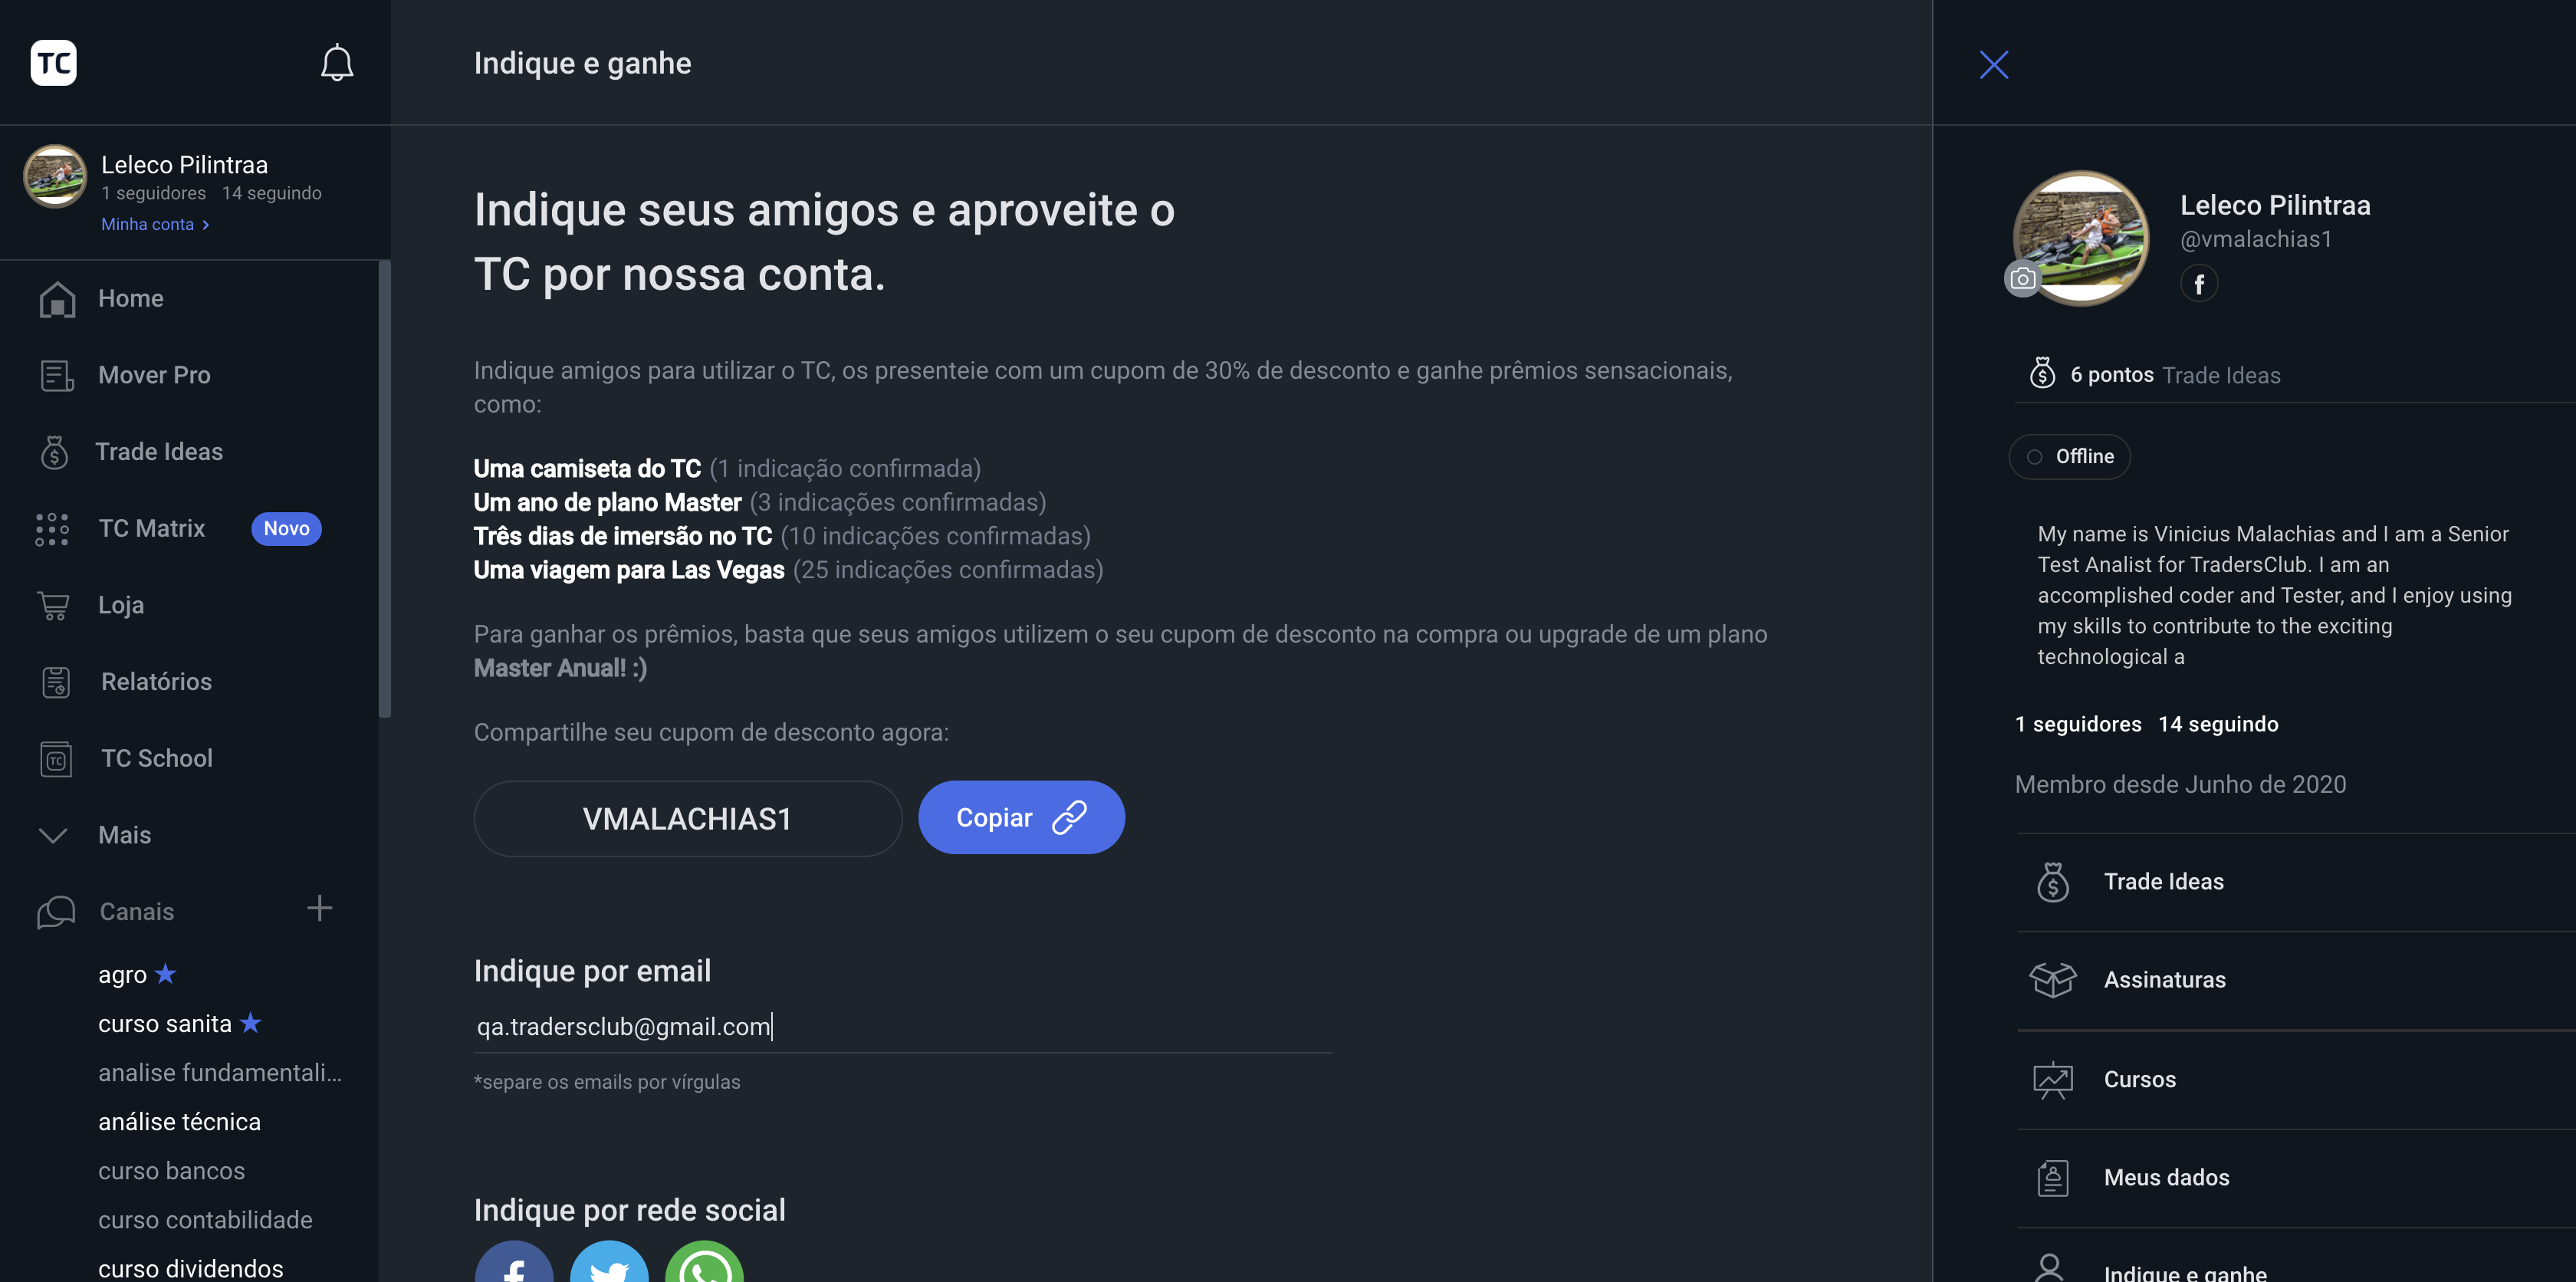 TC
Leleco Pilintraa
1 seguidores 14 seguindo
Minha conta
Home
Mover Pro
Trade Ideas
TC Matrix Novo
Loja
Relatórios
TC School
Mais
Canais
agro
curso sanita
analise fundamentali...
análise técnica
curso bancos
curso contabilidade
curso dividendos
Indique e ganhe
Indique seus amigos e aproveite o
TC por nossa conta.
Indique amigos para utilizar o TC, os presenteie com um cupom de 30% de desconto e ganhe prêmios sensacionais,
como:
Uma camiseta do TC (1 indicação confirmada)
Um ano de plano Master (3 indicações confirmadas)
Três dias de imersão no TC (10 indicações confirmadas)
Uma viagem para Las Vegas (25 indicações confirmadas)
Para ganhar os prêmios, basta que seus amigos utilizem o seu cupom de desconto na compra ou upgrade de um plano
Master Anual! :)
Compartilhe seu cupom de desconto agora:
VMALACHIAS1 Copiar
Indique por email
qa.tradersclub@gmail.com
*separe os emails por vírgulas
Indique por rede social
Leleco Pilintraa
@vmalachias1
6 pontos Trade Ideas
Offline
My name is Vinicius Malachias and I am a Senior
Test Analist for TradersClub. I am an
accomplished coder and Tester, and I enjoy using
my skills to contribute to the exciting
technological a
1 seguidores 14 seguindo
Membro desde Junho de 2020
Trade Ideas
Assinaturas
Cursos
Meus dados
Indique e ganhe